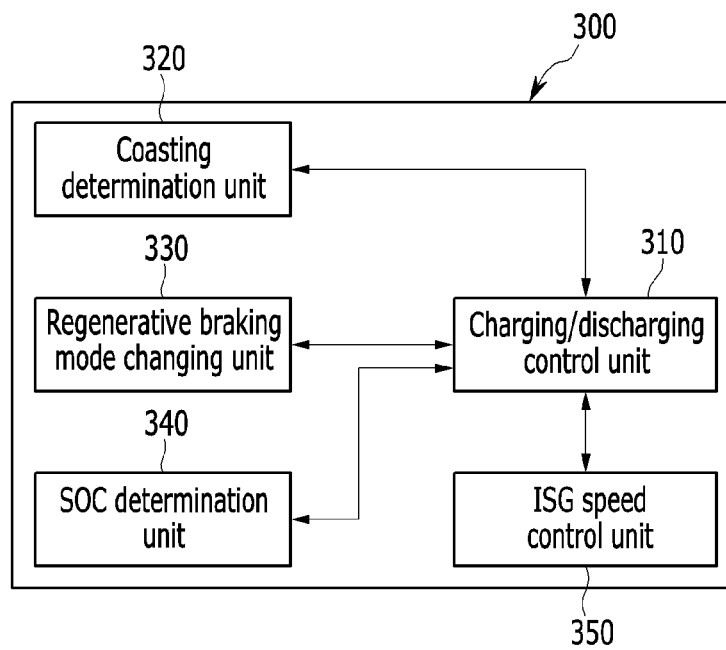 300
320
Coasting
determination unit
330
310
Regenerative braking
mode changing unit
Charging/discharging
control unit
340
SOC determination
unit
ISG speed
control unit
350